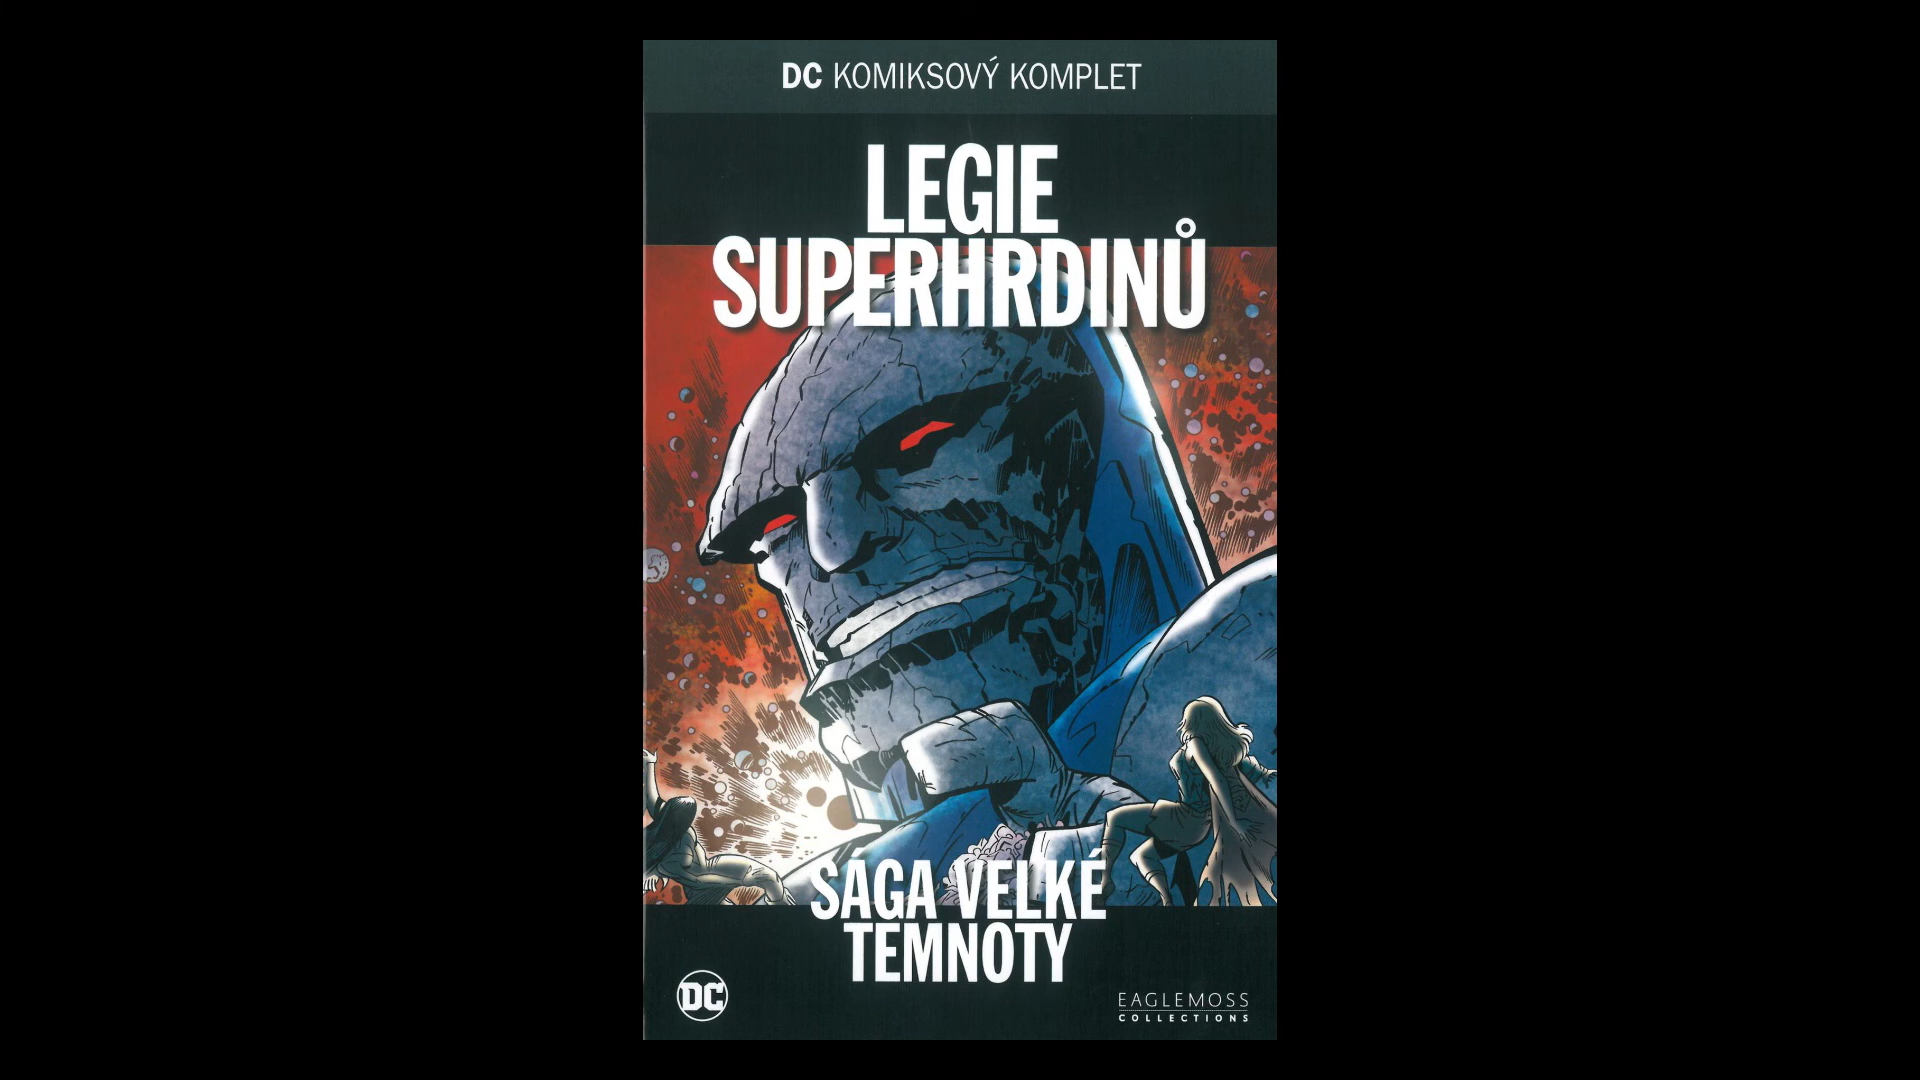 DC KOMIKSOVÝ KOMPLET
LEGIE
SUPERHRDINŮ
SÁGA VELKÉ
TEMNOTY
DC
EAGLEMOSS
COLLECTIONS